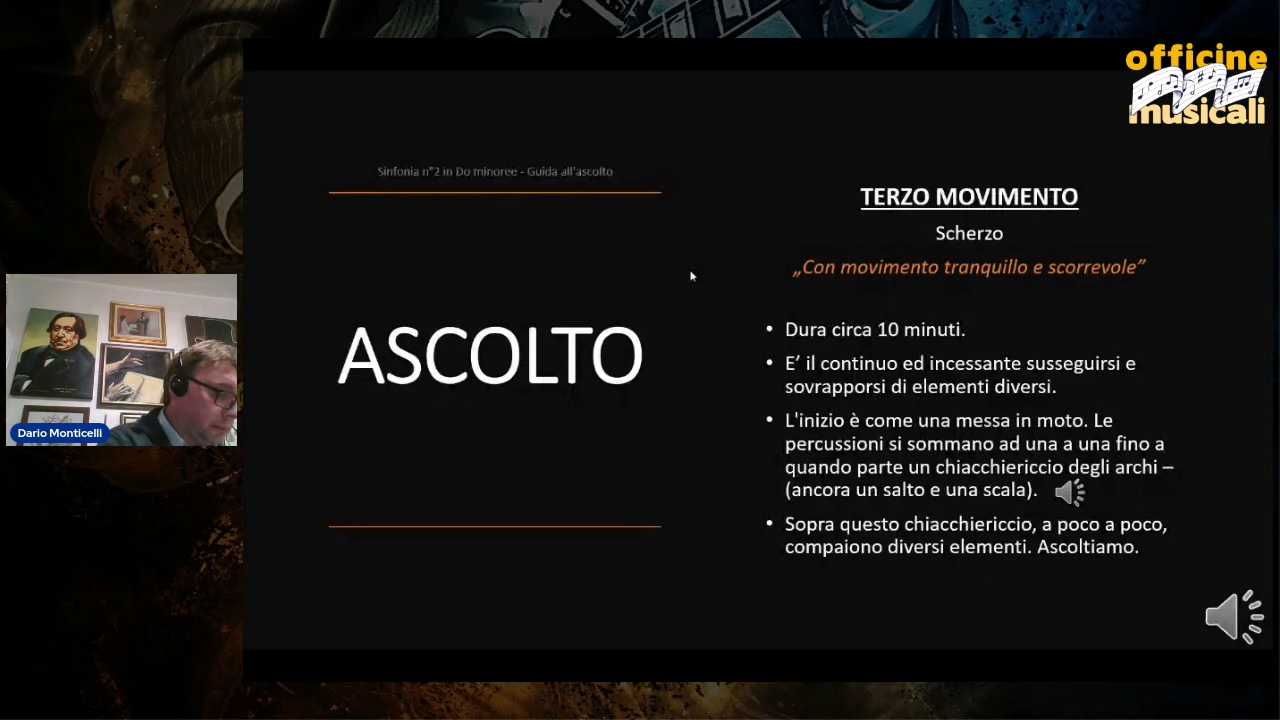 officine
musicali
Sinfonia n°2 in Do minoree - Guida all'ascolto
ASCOLTO
TERZO MOVIMENTO
Scherzo
„Con movimento tranquillo e scorrevole”
• Dura circa 10 minuti.
• E’ il continuo ed incessante susseguirsi e
sovrapporsi di elementi diversi.
• L'inizio è come una messa in moto. Le
percussioni si sommano ad una a una fino a
quando parte un chiacchiericcio degli archi –
(ancora un salto e una scala).
• Sopra questo chiacchiericcio, a poco a poco,
compaiono diversi elementi. Ascoltiamo.
Dario Monticelli